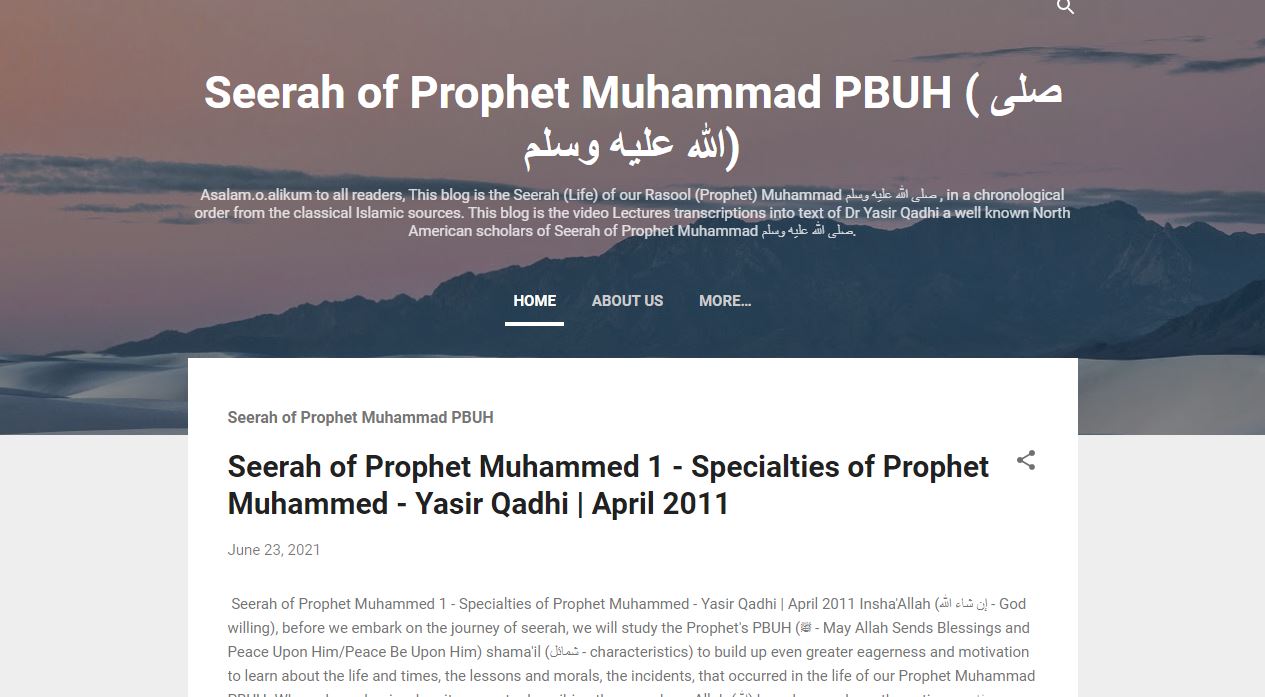 Seerah of Prophet Muhammad PBUH ( صلى
الله عليه وسلم)
Asalam.o.alikum to all readers, This blog is the Seerah (Life) of our Rasool (Prophet) Muhammad صلى الله عليه وسلم , in a chronological
order from the classical Islamic sources. This blog is the video Lectures transcriptions into text of Dr Yasir Qadhi a well known North
American scholars of Seerah of Prophet Muhammad صلى الله عليه وسلم.
HOME ABOUT US MORE…
Seerah of Prophet Muhammad PBUH
Seerah of Prophet Muhammed 1 - Specialties of Prophet
Muhammed - Yasir Qadhi | April 2011
June 23, 2021
Seerah of Prophet Muhammed 1 - Specialties of Prophet Muhammed - Yasir Qadhi | April 2011 Insha'Allah (إن شاء الله - God
willing), before we embark on the journey of seerah, we will study the Prophet's PBUH (ﷺ - May Allah Sends Blessings and
Peace Upon Him/Peace Be Upon Him) shama'il (شمائل - characteristics) to build up even greater eagerness and motivation
to learn about the life and times, the lessons and morals, the incidents, that occurred in the life of our Prophet Muhammad